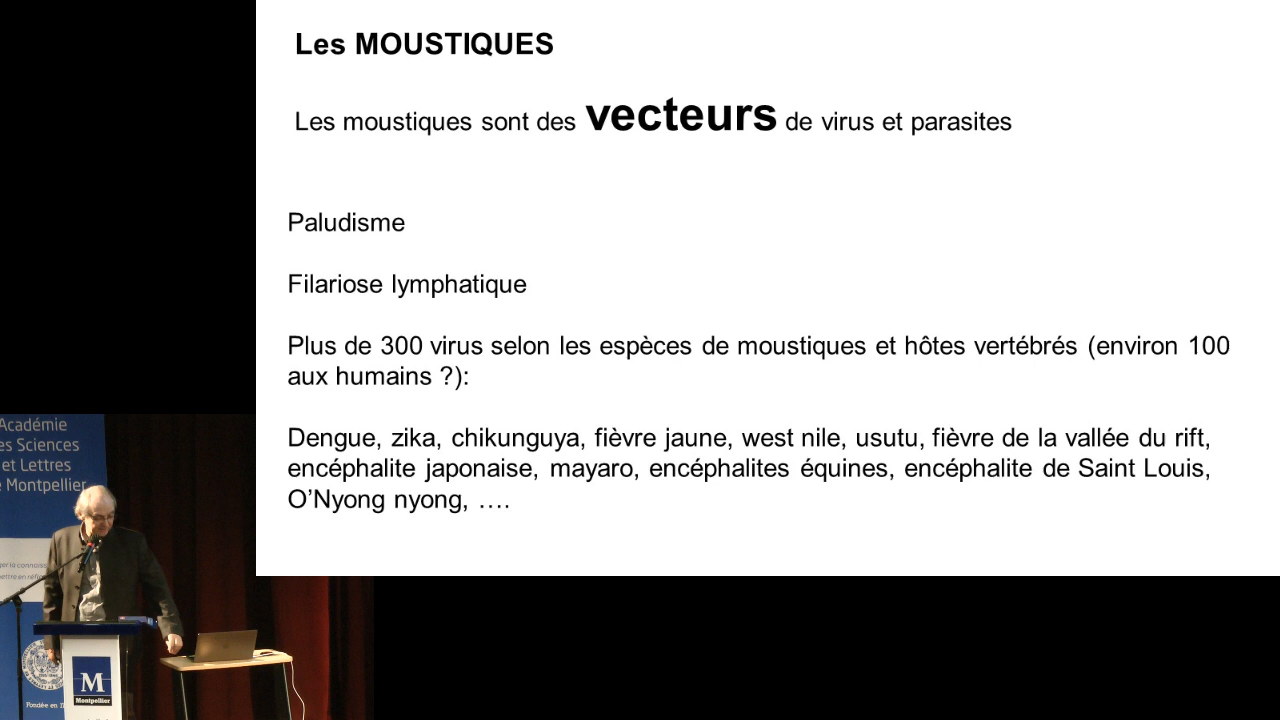 Les MOUSTIQUES
Les moustiques sont des vecteurs de virus et parasites
Paludisme
Filariose lymphatique
Plus de 300 virus selon les espèces de moustiques et hôtes vertébrés (environ 100
aux humains ?):
Dengue, zika, chikunguya, fièvre jaune, west nile, usutu, fièvre de la vallée du rift,
encéphalite japonaise, mayaro, encéphalites équines, encéphalite de Saint Louis,
O’Nyong nyong, ….
Académie
es Sciences
et Lettres
Montpellier
M
Montpellier
Fondée en